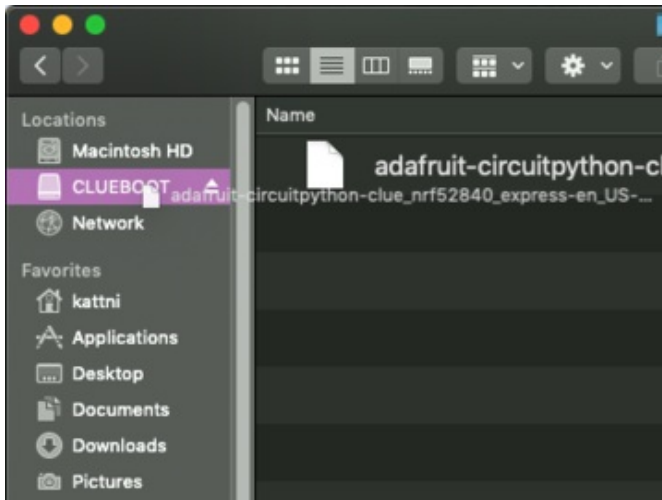 Locations
Name
Macintosh HD
adafruit-circuitpython-cl
CLUEBOOT
adafruit-circuitpython-clue_nrf52840_express-en_US-...
Network
Favorites
kattni
Applications
Desktop
Documents
Downloads
Pictures